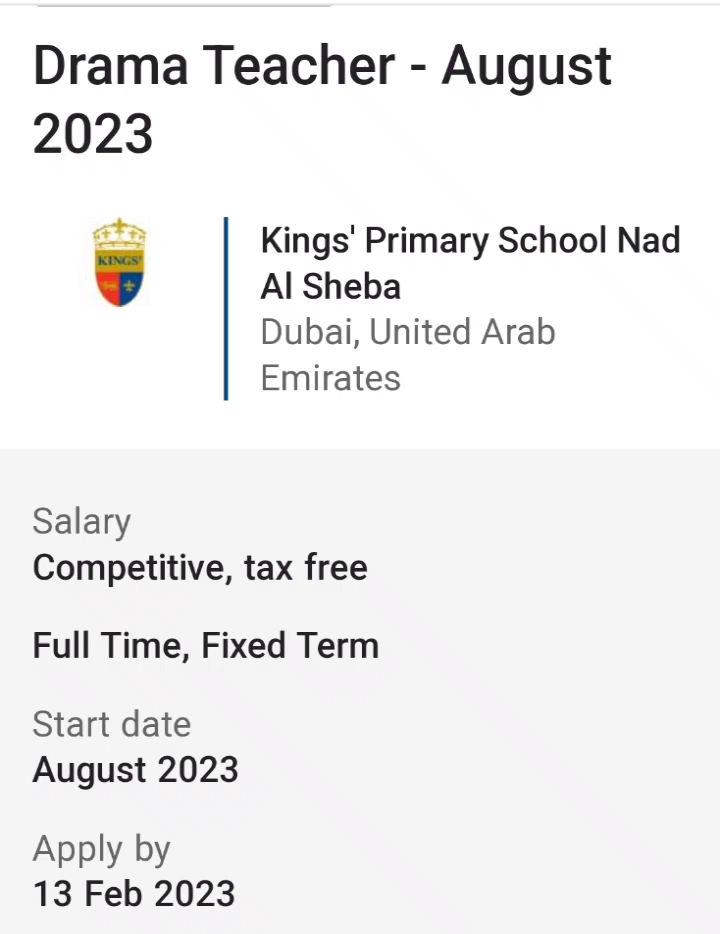 Drama Teacher - August
2023
KINGS'
Kings' Primary School Nad
Al Sheba
Dubai, United Arab
Emirates
Salary
Competitive, tax free
Full Time, Fixed Term
Start date
August 2023
Apply by
13 Feb 2023